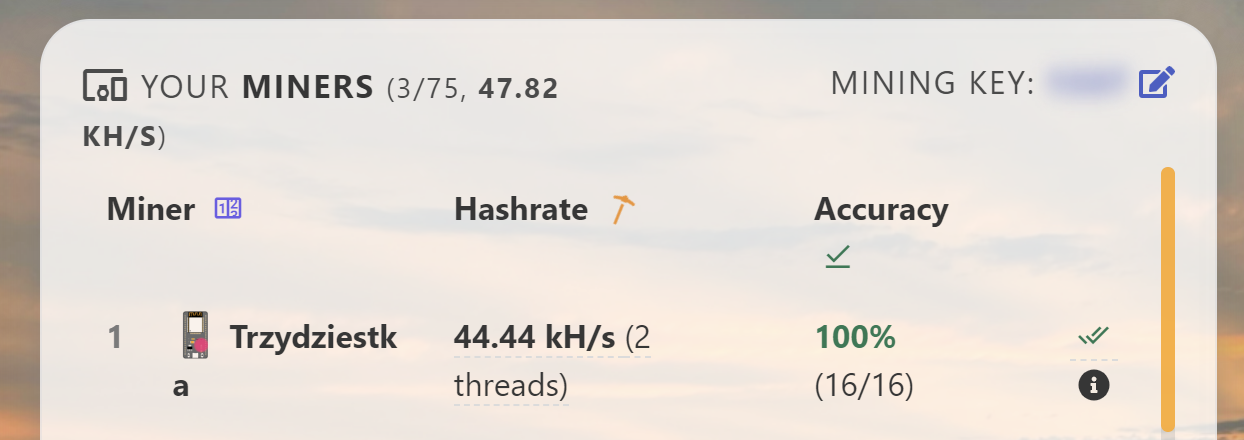 YOUR MINERS (3/75, 47.82
KH/S)
MINING KEY:
Miner
Hashrate
Accuracy
1 Trzydziestk
a
44.44 kH/s (2
threads)
100%
(16/16)